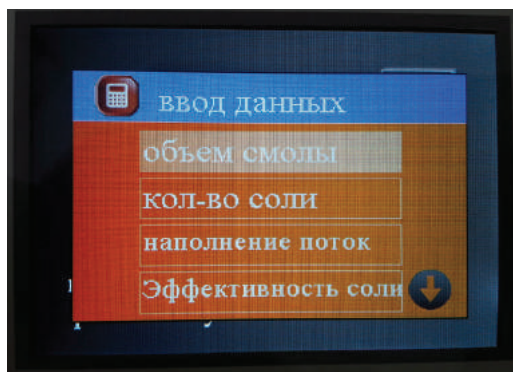 ввод данных
объем смолы
кол-во соли
наполнение поток
Эффективность соли